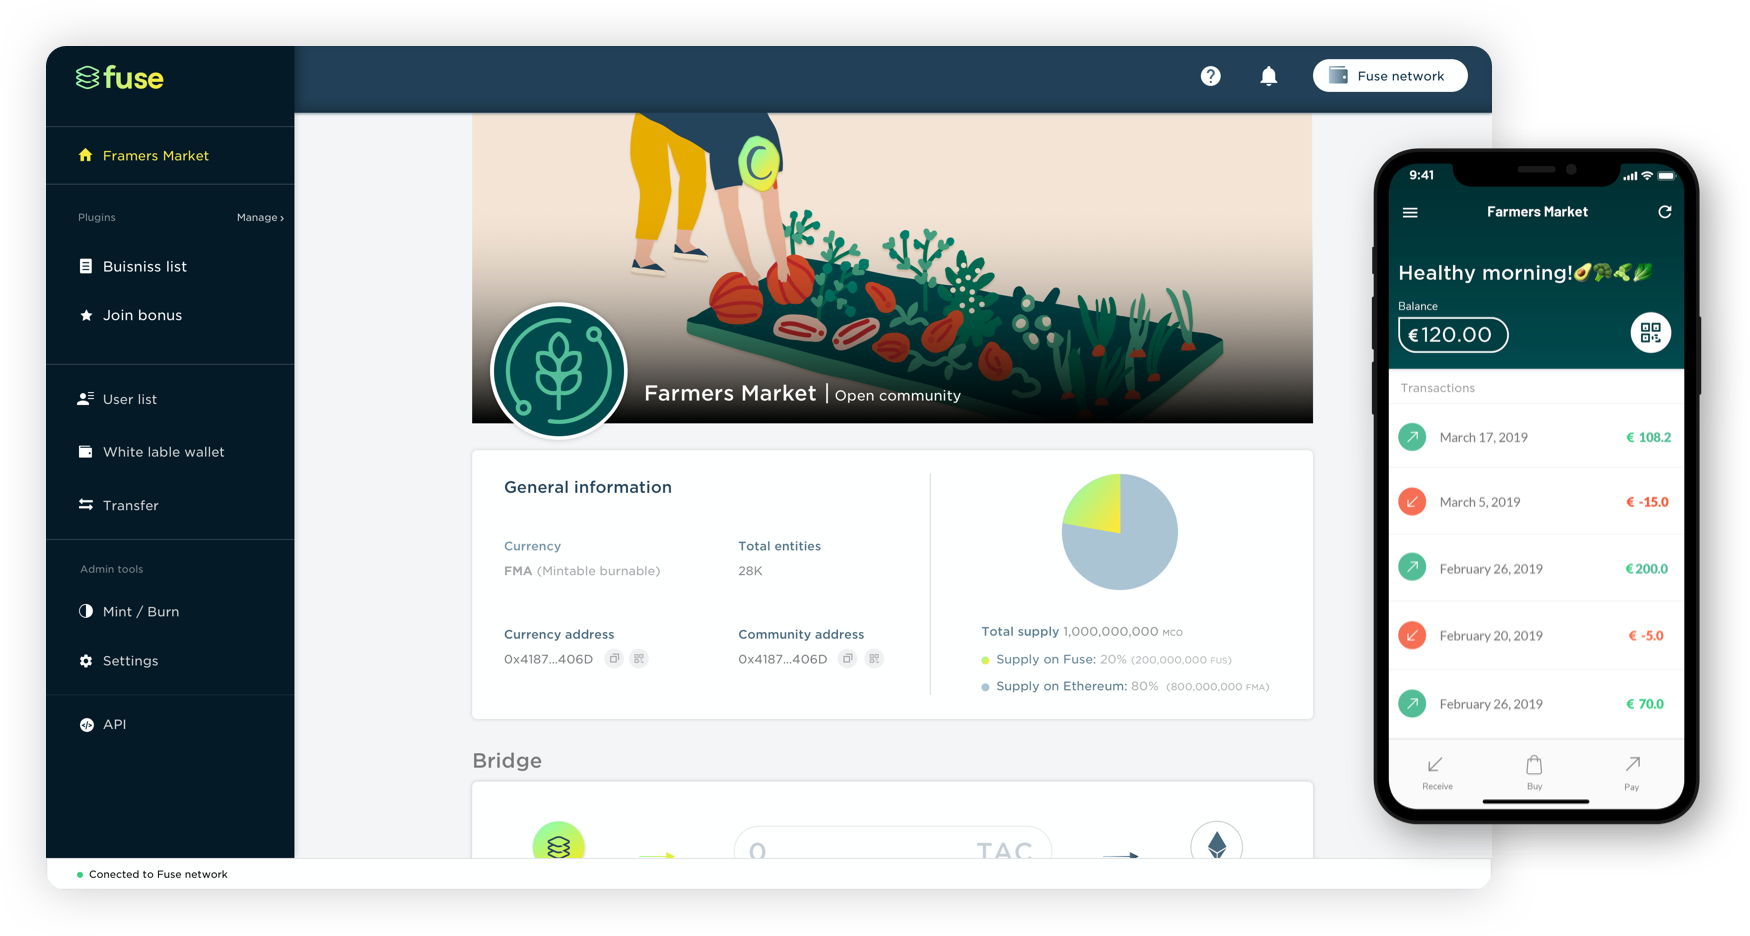 fuse
Fuse network
Framers Market
Plugins
Manage ›
Buisniss list
Join bonus
User list
White lable wallet
Transfer
Admin tools
Mint / Burn
Settings
API
C
Farmers Market | Open community
General information
Currency
FMA (Mintable burnable)
Total entities
28K
Currency address
0x4187...406D
Community address
0x4187...406D
Total supply 1,000,000,000 MCO
Supply on Fuse: 20% (200,000,000 FUS)
Supply on Ethereum: 80% (800,000,000 FMA)
Bridge
0 TAC
Conected to Fuse network
9:41
Farmers Market
Healthy morning!🥑🥦🥬
Balance
€120.00
Transactions
March 17, 2019 € 108.2
March 5, 2019 € -15.0
February 26, 2019 €200.0
February 20, 2019 € -5.0
February 26, 2019 € 70.0
Receive
Buy
Pay